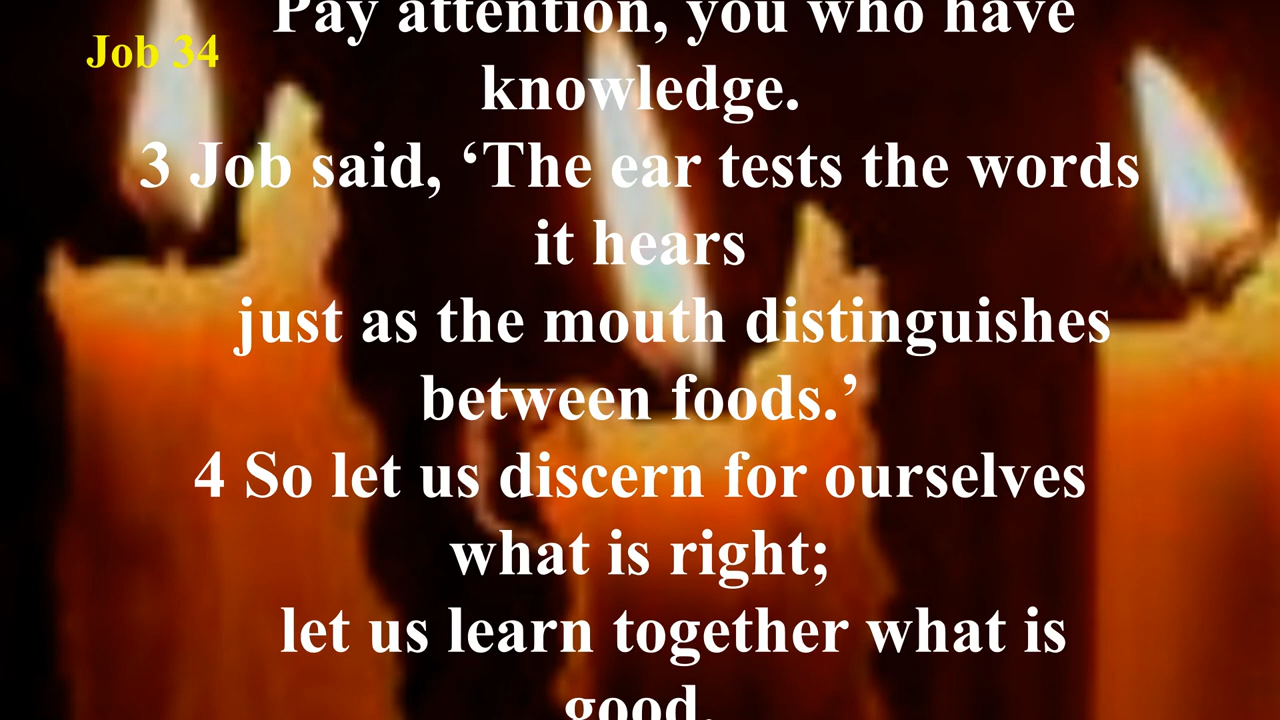 Pay attention, you who have
Job 34
knowledge.
3 Job said, ‘The ear tests the words
it hears
just as the mouth distinguishes
between foods.’
4 So let us discern for ourselves
what is right;
let us learn together what is
good.